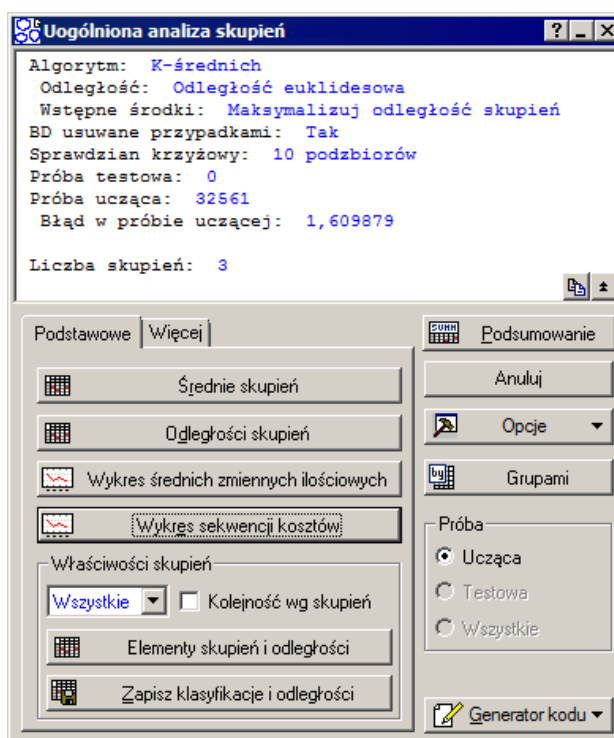 Uogólniona analiza skupień
Algorytm: K-średnich
Odległość: Odległość euklidesowa
Wstępne środki: Maksymalizuj odległość skupień
BD usuwane przypadkami: Tak
Sprawdzian krzyżowy: 10 podzbiorów
Próba testowa: 0
Próba ucząca: 32561
Błąd w próbie uczącej: 1,609879
Liczba skupień: 3
Podstawowe Więcej
Średnie skupień
Odległości skupień
Wykres średnich zmiennych ilościowych
Wykres sekwencji kosztów
Właściwości skupień
Wszystkie Kolejność wg skupień
Elementy skupień i odległości
Zapisz klasyfikacje i odległości
SUMM Podsumowanie
Anuluj
Opcje
by Grupami
Próba
Ucząca
Testowa
Wszystkie
Generator kodu